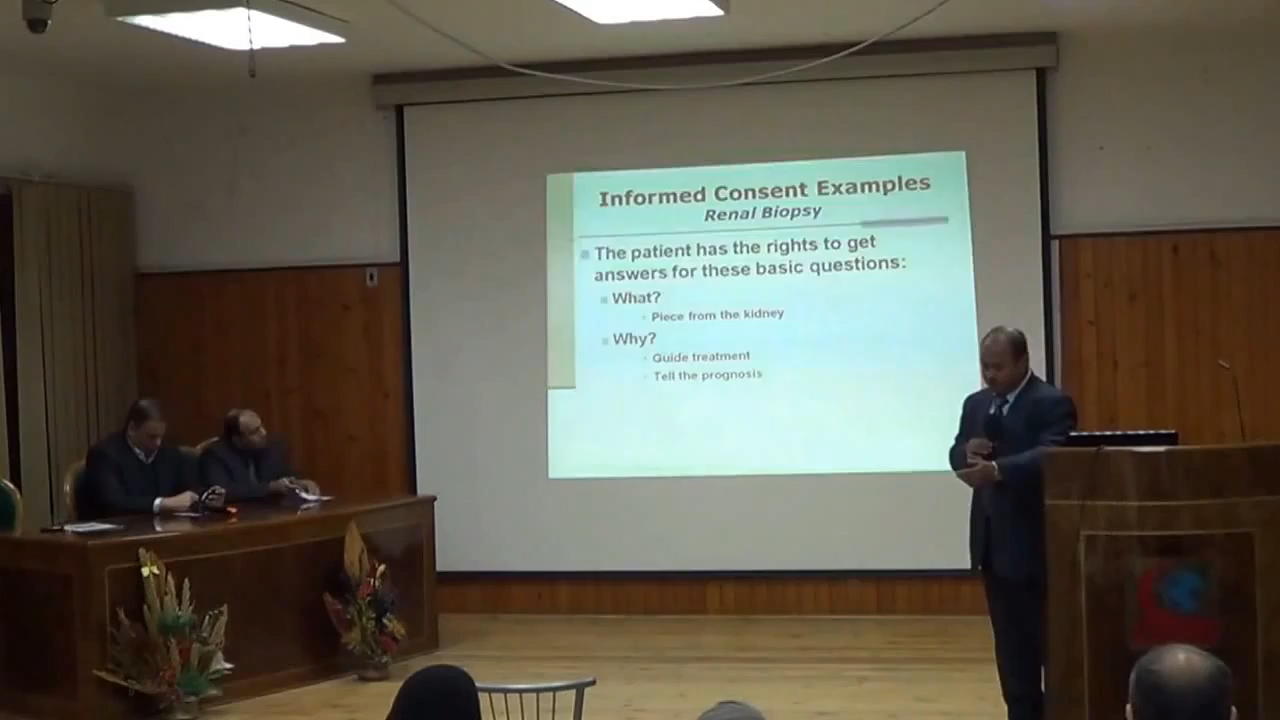 Informed Consent Examples
Renal Biopsy
The patient has the rights to get
answers for these basic questions:
What?
Piece from the kidney
Why?
Guide treatment
Tell the prognosis